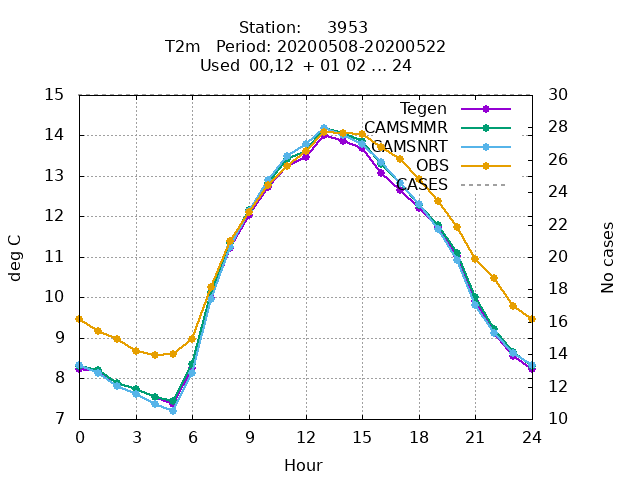 Station: 3953
T2m Period: 20200508-20200522
Used 00,12 + 01 02 ... 24
15
14
13
12
11
10
9
8
7
30
28
26
24
22
20
18
16
14
12
10
Tegen
CAMSMMR
CAMSNRT
OBS
CASES
deg C
No cases
0 3 6 9 12 15 18 21 24
Hour